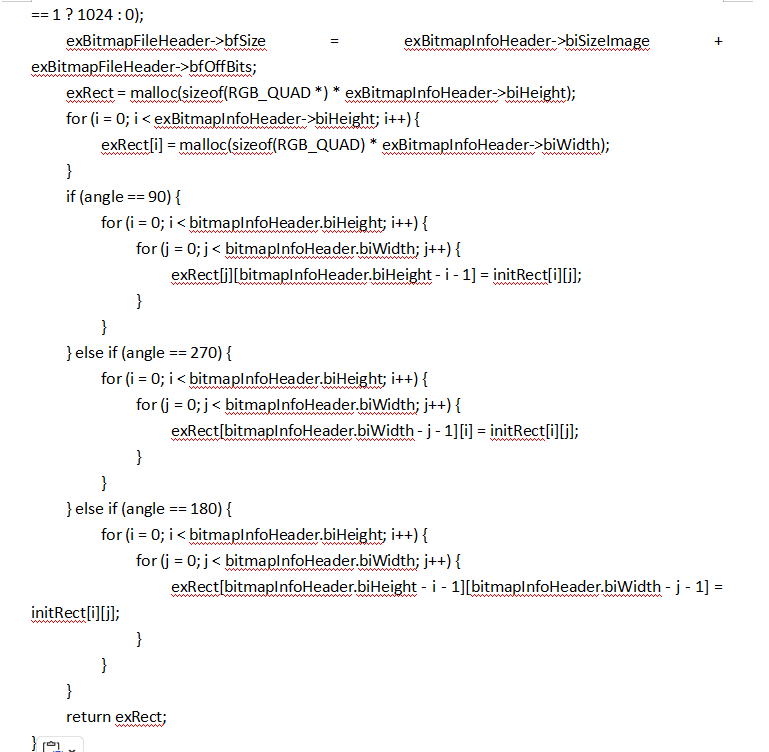 == 1 ? 1024 : 0);
exBitmapFileHeader->bfSize = exBitmapInfoHeader->biSizeImage +
exBitmapFileHeader->bfOffBits;
exRect = malloc(sizeof(RGB_QUAD *) * exBitmapInfoHeader->biHeight);
for (i = 0; i < exBitmapInfoHeader->biHeight; i++) {
exRect[i] = malloc(sizeof(RGB_QUAD) * exBitmapInfoHeader->biWidth);
}
if (angle == 90) {
for (i = 0; i < bitmapInfoHeader.biHeight; i++) {
for (j = 0; j < bitmapInfoHeader.biWidth; j++) {
exRect[j][bitmapInfoHeader.biHeight - i - 1] = initRect[i][j];
}
}
} else if (angle == 270) {
for (i = 0; i < bitmapInfoHeader.biHeight; i++) {
for (j = 0; j < bitmapInfoHeader.biWidth; j++) {
exRect[bitmapInfoHeader.biWidth - j - 1][i] = initRect[i][j];
}
}
} else if (angle == 180) {
for (i = 0; i < bitmapInfoHeader.biHeight; i++) {
for (j = 0; j < bitmapInfoHeader.biWidth; j++) {
exRect[bitmapInfoHeader.biHeight - i - 1][bitmapInfoHeader.biWidth - j - 1] =
initRect[i][j];
}
}
}
return exRect;
}